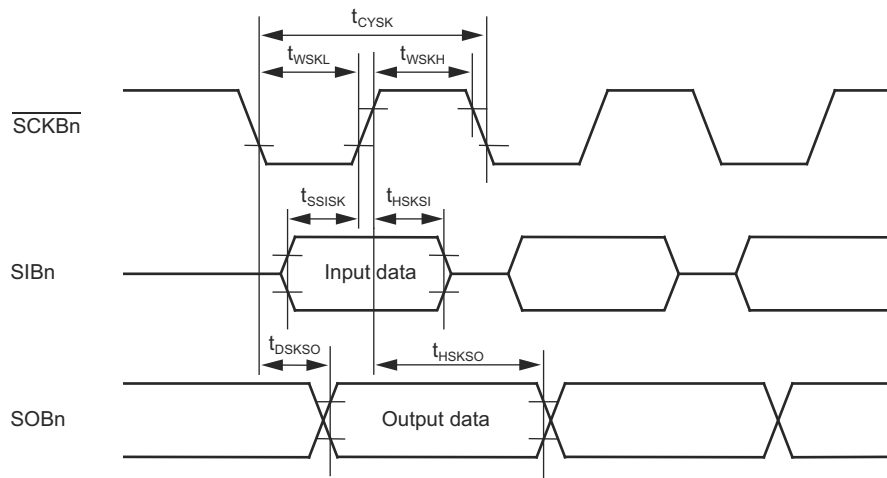 tCYSK
tWSKL
tWSKH
SCKBn
tSSISK
tHSKSI
SIBn
Input data
tDSKSO
tHSKSO
SOBn
Output data